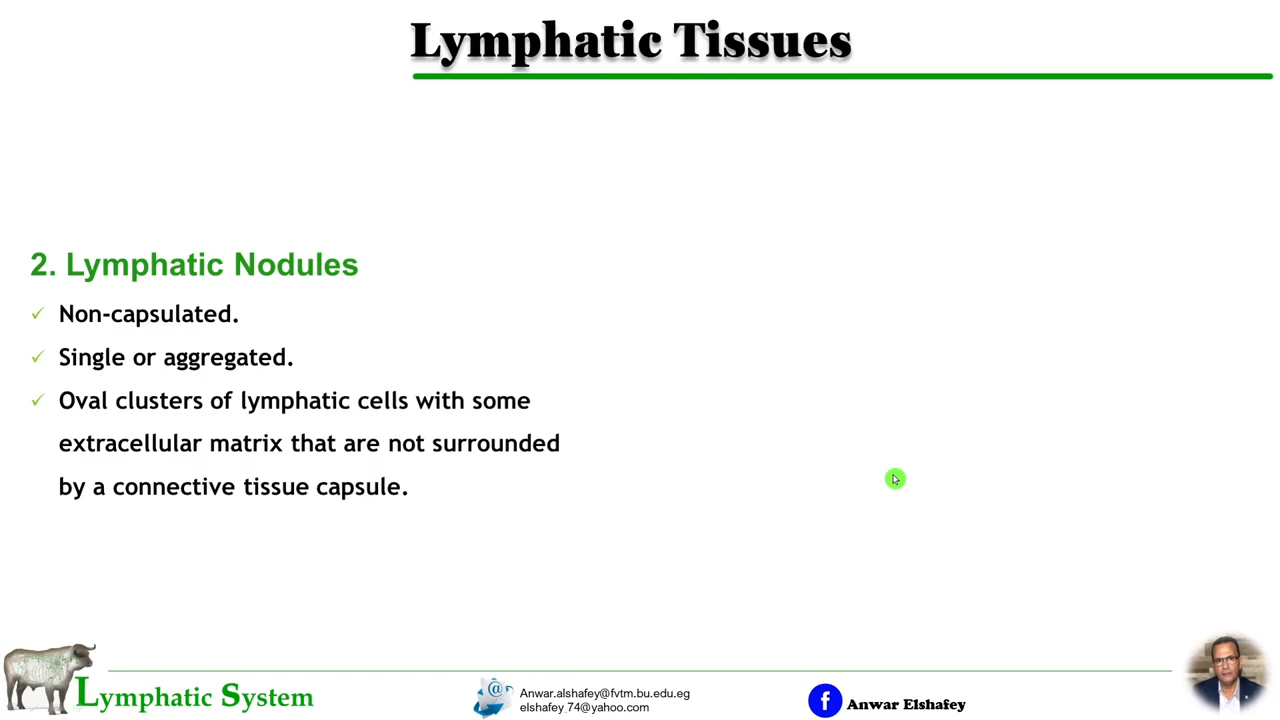 Lymphatic Tissues
2. Lymphatic Nodules
✓ Non-capsulated.
✓ Single or aggregated.
✓ Oval clusters of lymphatic cells with some
extracellular matrix that are not surrounded
by a connective tissue capsule.
Lymphatic System
@
Anwar.alshafey@fvtm.bu.edu.eg
elshafey_74@yahoo.com
f Anwar Elshafey